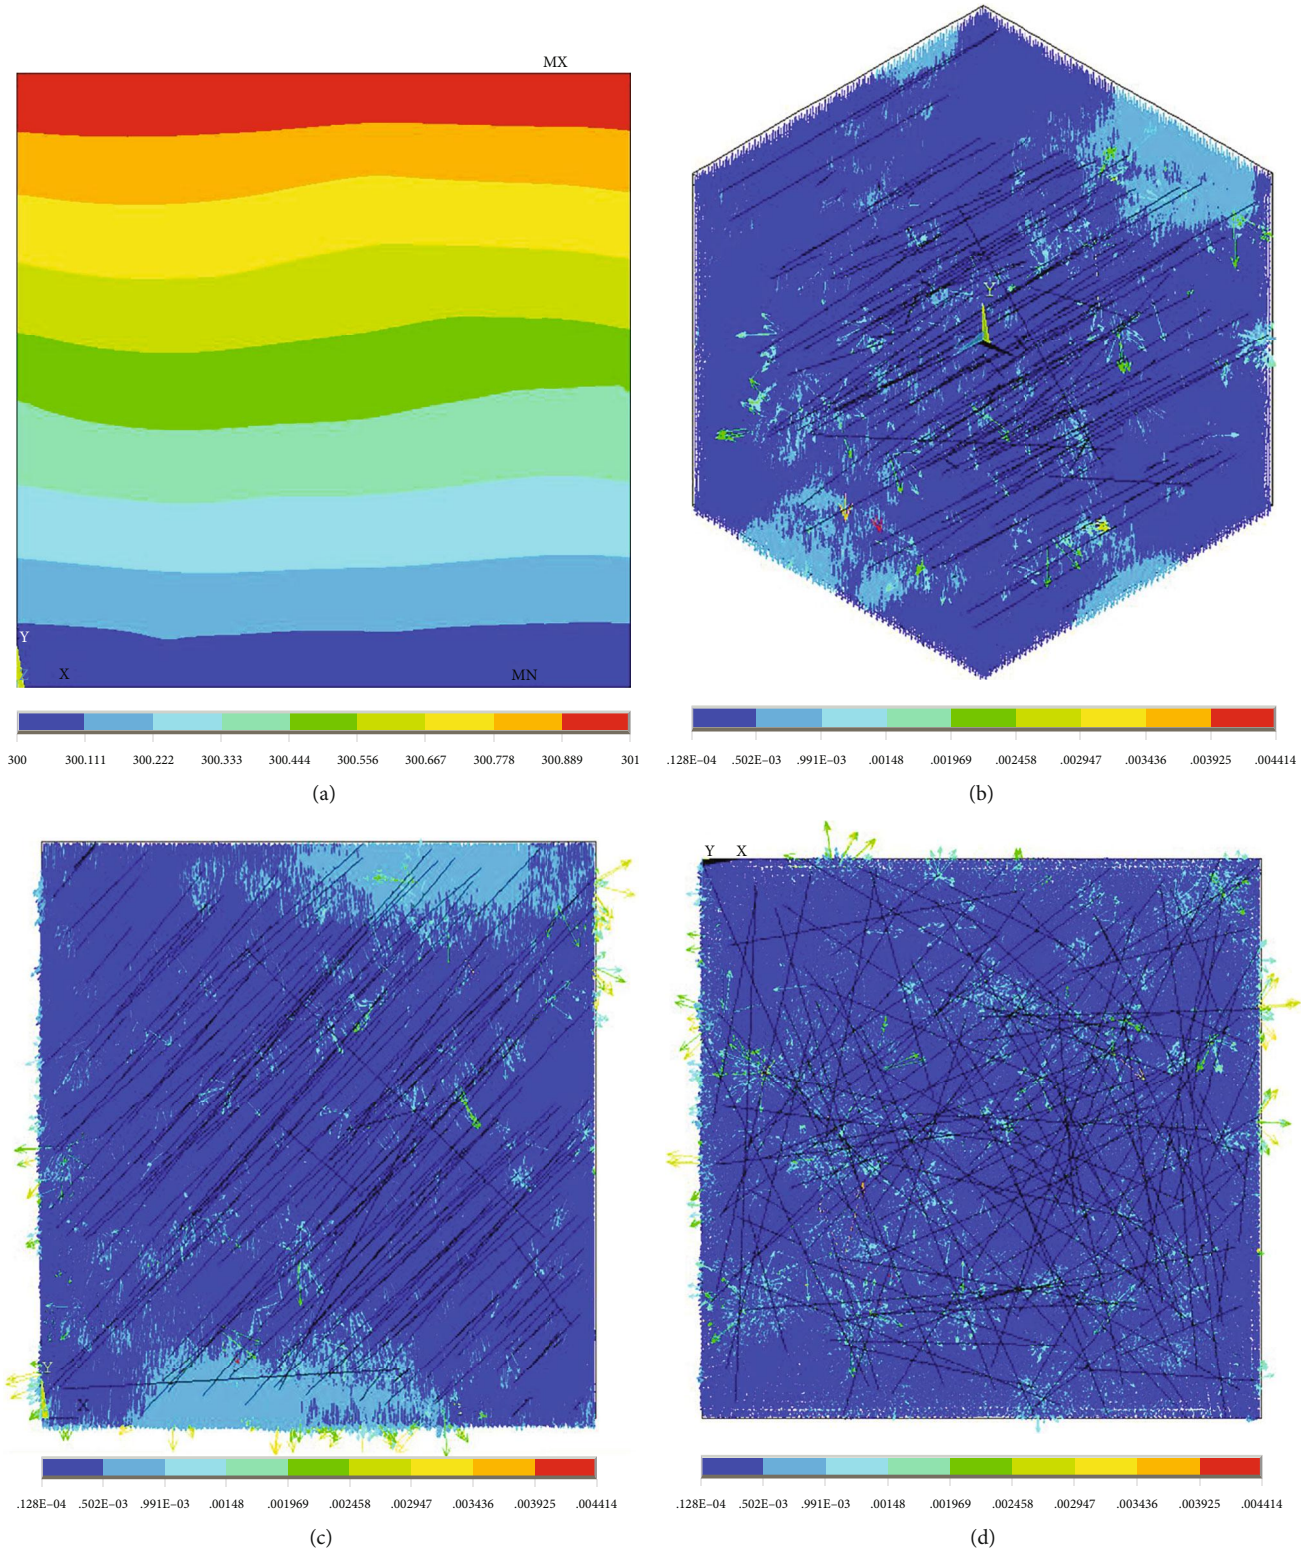 MX
Y
X
MN
300 300.111 300.222 300.333 300.444 300.556 300.667 300.778 300.889 301
(a)
Y
.128E–04 .502E–03 .991E–03 .00148 .001969 .002458 .002947 .003436 .003925 .004414
(b)
Y
X
.128E–04 .502E–03 .991E–03 .00148 .001969 .002458 .002947 .003436 .003925 .004414
(c)
Y X
.128E–04 .502E–03 .991E–03 .00148 .001969 .002458 .002947 .003436 .003925 .004414
(d)